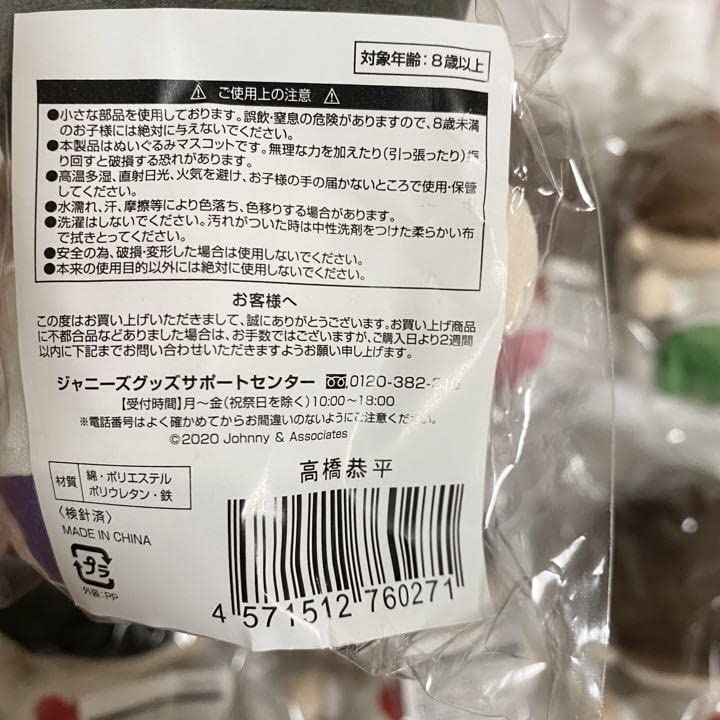 対象年齢：8歳以上
⚠ ご使用上の注意 ⚠
●小さな部品を使用しております。誤飲・窒息の危険がありますので、8歳未満
のお子様には絶対に与えないでください。
●本製品はぬいぐるみマスコットです。無理な力を加えたり（引っ張ったり）振
り回すと破損する恐れがあります。
●高温多湿、直射日光、火気を避け、お子様の手の届かないところで使用・保管
してください。
●水濡れ、汗、摩擦等により色落ち、色移りする場合があります。
●洗濯はしないでください。汚れがついた時は中性洗剤をつけた柔らかい布
で拭きとってください。
●安全の為、破損・変形した場合は使用しないでください。
●本来の使用目的以外には絶対に使用しないでください。
お客様へ
この度はお買い上げいただきまして、誠にありがとうございます。お買い上げ商品
に不都合品などありました場合は、お手数ではございますが、ご購入日より2週間
以内に下記までお問い合わせいただきますようお願い申し上げます。
ジャニーズグッズサポートセンター 0120-382-310
【受付時間】月～金（祝祭日を除く）10:00～18:00
※電話番号はよく確かめてからお間違いのないようにご注意ください。
©2020 Johnny & Associates
材質 綿・ポリエステル
ポリウレタン・鉄
高橋恭平
〈検針済〉
MADE IN CHINA
プラ
外装:PP
4 571512 760271